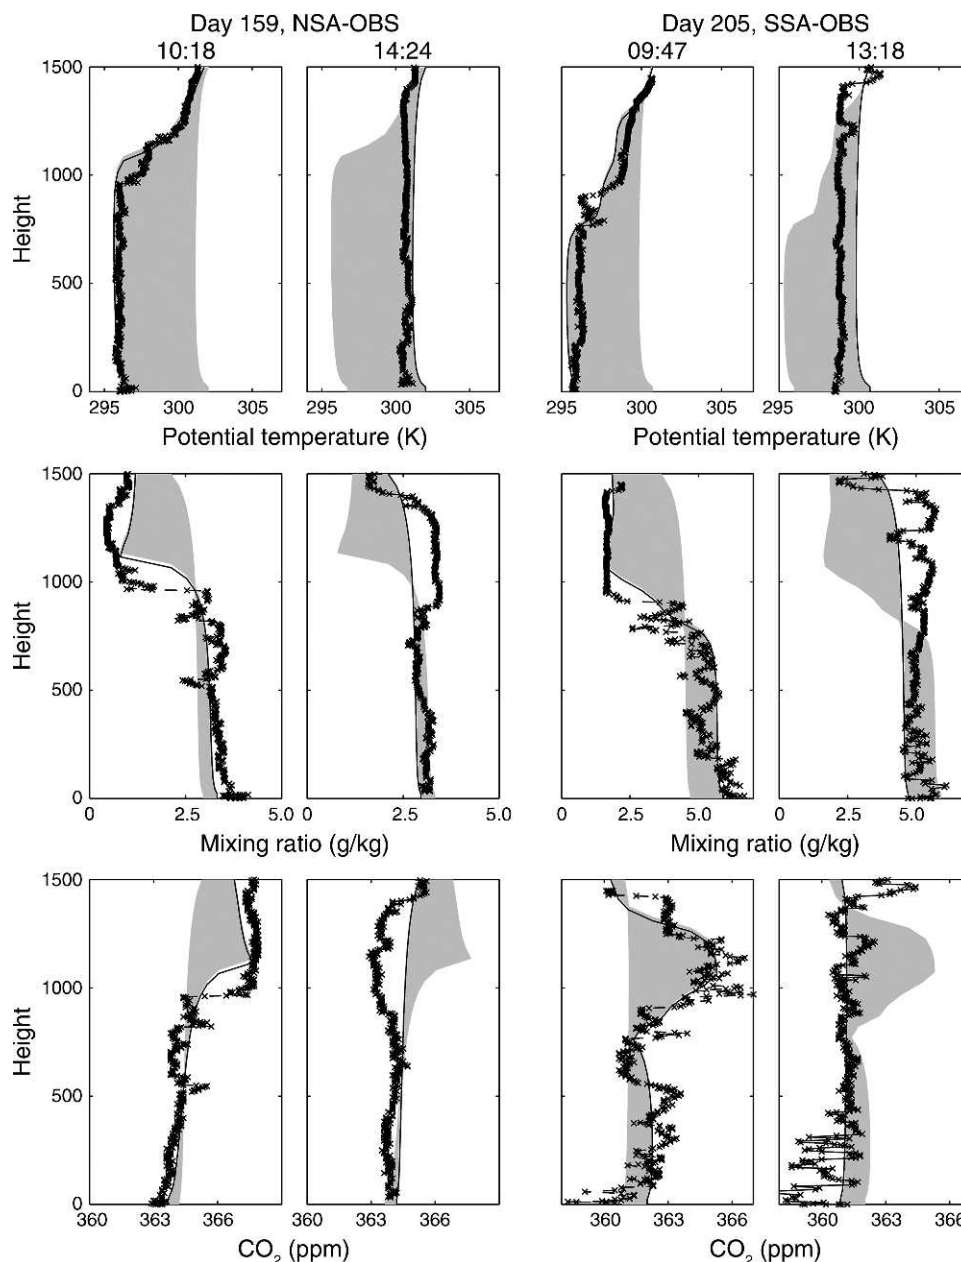 Day 159, NSA-OBS Day 205, SSA-OBS
10:18 14:24 09:47 13:18
1500
1000
500
0
Height
295 300 305 295 300 305 295 300 305 295 300 305
Potential temperature (K) Potential temperature (K)
1500
1000
500
0
Height
0 2.5 5.0 2.5 5.0 0 2.5 5.0 2.5 5.0
Mixing ratio (g/kg) Mixing ratio (g/kg)
1500
1000
500
0
Height
360 363 366 360 363 366 360 363 366 360 363 366
CO2 (ppm) CO2 (ppm)